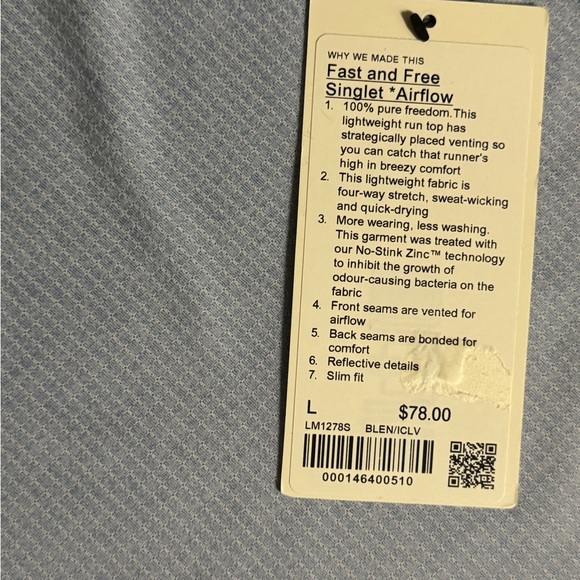 WHY WE MADE THIS
Fast and Free
Singlet *Airflow
1. 100% pure freedom.This
lightweight run top has
strategically placed venting so
you can catch that runner's
high in breezy comfort
2. This lightweight fabric is
four-way stretch, sweat-wicking
and quick-drying
3. More wearing, less washing.
This garment was treated with
our No-Stink Zinc™ technology
to inhibit the growth of
odour-causing bacteria on the
fabric
4. Front seams are vented for
airflow
5. Back seams are bonded for
comfort
6. Reflective details
7. Slim fit
L $78.00
LM1278S BLEN/ICLV
000146400510